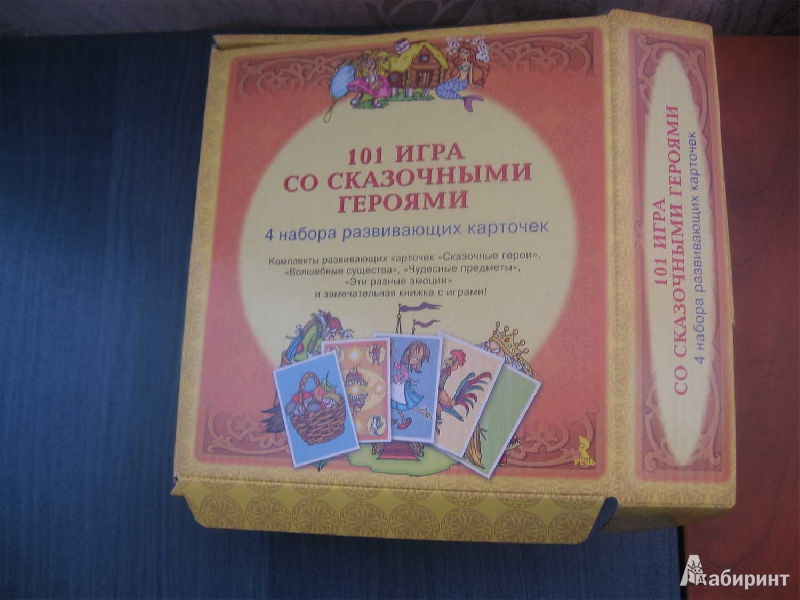 101 ИГРА
СО СКАЗОЧНЫМИ
ГЕРОЯМИ
4 набора развивающих карточек
Комплекты развивающих карточек «Сказочные герои»,
«Волшебные существа», «Чудесные предметы»,
«Эти разные эмоции»
и замечательная книжка с играми!
РЕЧЬ
101 ИГРА
СО СКАЗОЧНЫМИ ГЕРОЯМИ
4 набора развивающих карточек
Лабиринт